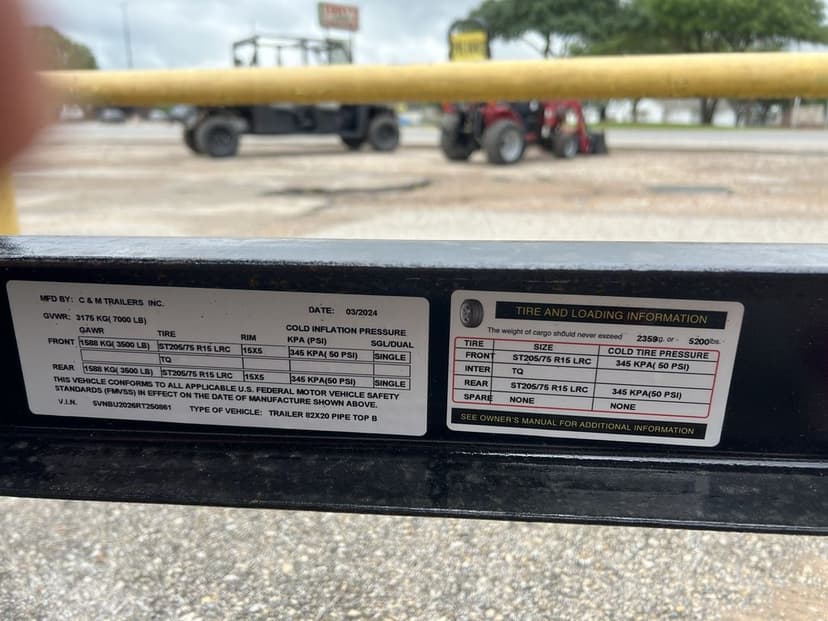 MFD BY: C & M TRAILERS INC.
DATE: 03/2024
GVWR: 3175 KG( 7000 LB)
COLD INFLATION PRESSURE
GAWR TIRE RIM KPA (PSI) SGL/DUAL
FRONT 1588 KG( 3500 LB) ST205/75 R15 LRC 15X5 345 KPA( 50 PSI) SINGLE
TQ
REAR 1588 KG( 3500 LB) ST205/75 R15 LRC 15X5 345 KPA(50 PSI) SINGLE
THIS VEHICLE CONFORMS TO ALL APPLICABLE U.S. FEDERAL MOTOR VEHICLE SAFETY
STANDARDS (FMVSS) IN EFFECT ON THE DATE OF MANUFACTURE SHOWN ABOVE.
V.I.N. 5VNBU2026RT250861 TYPE OF VEHICLE: TRAILER 82X20 PIPE TOP B
TIRE AND LOADING INFORMATION
The weight of cargo should never exceed 2359kg. or - 5200lbs.
TIRE SIZE COLD TIRE PRESSURE
FRONT ST205/75 R15 LRC 345 KPA( 50 PSI)
INTER TQ
REAR ST205/75 R15 LRC 345 KPA(50 PSI)
SPARE NONE NONE
SEE OWNER'S MANUAL FOR ADDITIONAL INFORMATION